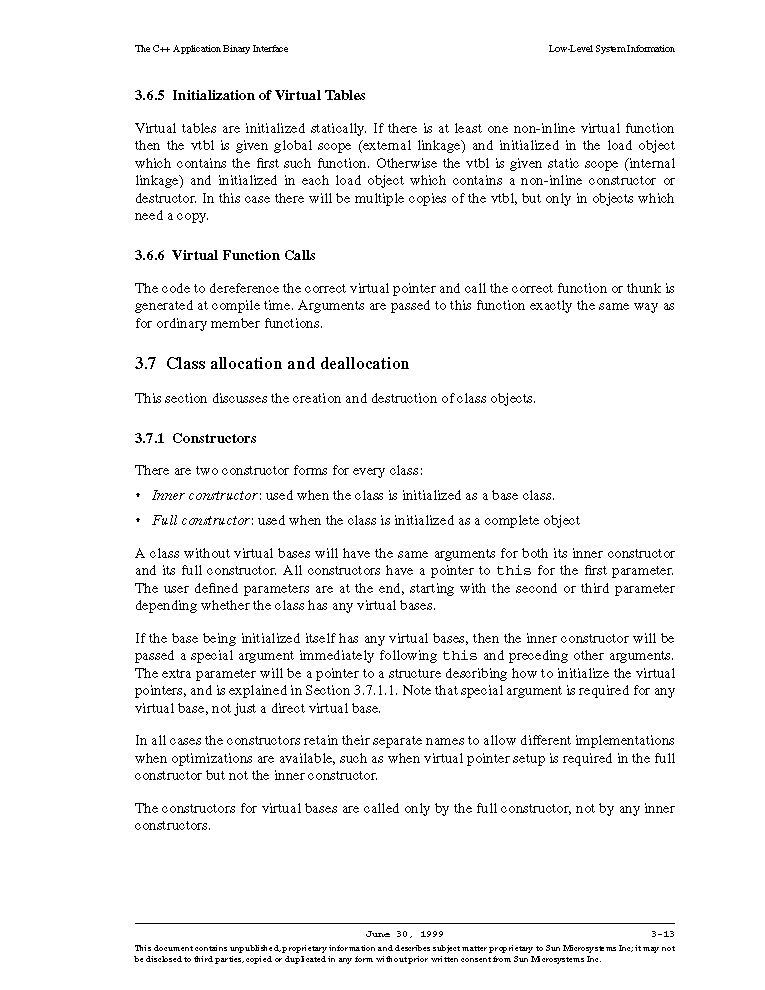 The C++ Application Binary Interface
Low-Level System Information
3.6.5 Initialization of Virtual Tables
Virtual tables are initialized statically. If there is at least one non-inline virtual function
then the vtbl is given global scope (external linkage) and initialized in the load object
which contains the first such function. Otherwise the vtbl is given static scope (internal
linkage) and initialized in each load object which contains a non-inline constructor or
destructor. In this case there will be multiple copies of the vtbl, but only in objects which
need a copy.
3.6.6 Virtual Function Calls
The code to dereference the correct virtual pointer and call the correct function or thunk is
generated at compile time. Arguments are passed to this function exactly the same way as
for ordinary member functions.
3.7 Class allocation and deallocation
This section discusses the creation and destruction of class objects.
3.7.1 Constructors
There are two constructor forms for every class:
• Inner constructor: used when the class is initialized as a base class.
• Full constructor: used when the class is initialized as a complete object
A class without virtual bases will have the same arguments for both its inner constructor
and its full constructor. All constructors have a pointer to this for the first parameter.
The user defined parameters are at the end, starting with the second or third parameter
depending whether the class has any virtual bases.
If the base being initialized itself has any virtual bases, then the inner constructor will be
passed a special argument immediately following this and preceding other arguments.
The extra parameter will be a pointer to a structure describing how to initialize the virtual
pointers, and is explained in Section 3.7.1.1. Note that special argument is required for any
virtual base, not just a direct virtual base.
In all cases the constructors retain their separate names to allow different implementations
when optimizations are available, such as when virtual pointer setup is required in the full
constructor but not the inner constructor.
The constructors for virtual bases are called only by the full constructor, not by any inner
constructors.
June 30, 1999
3-13
This document contains unpublished, proprietary information and describes subject matter proprietary to Sun Microsystems Inc; it may not
be disclosed to third parties, copied or duplicated in any form without prior written consent from Sun Microsystems Inc.